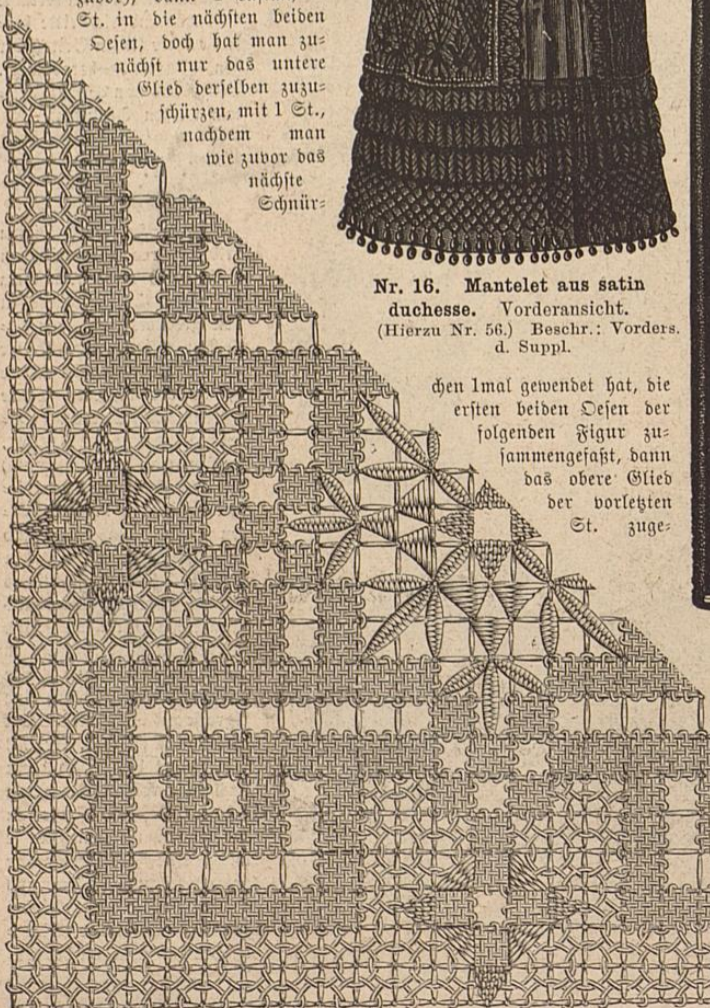 St. in die nächsten beiden
Oesen, doch hat man zu=
nächst nur das untere
Glied derselben zuzu=
schürzen, mit 1 St.,
nachdem man
wie zuvor das
nächste
Schnür=
Nr. 16. Mantelet aus satin
duchesse. Vorderansicht.
(Hierzu Nr. 56.) Beschr.: Vorders.
d. Suppl.
chen 1mal gewendet hat, die
ersten beiden Oesen der
folgenden Figur zu=
sammengefaßt, dann
das obere Glied
der vorletzten
St. zuge=